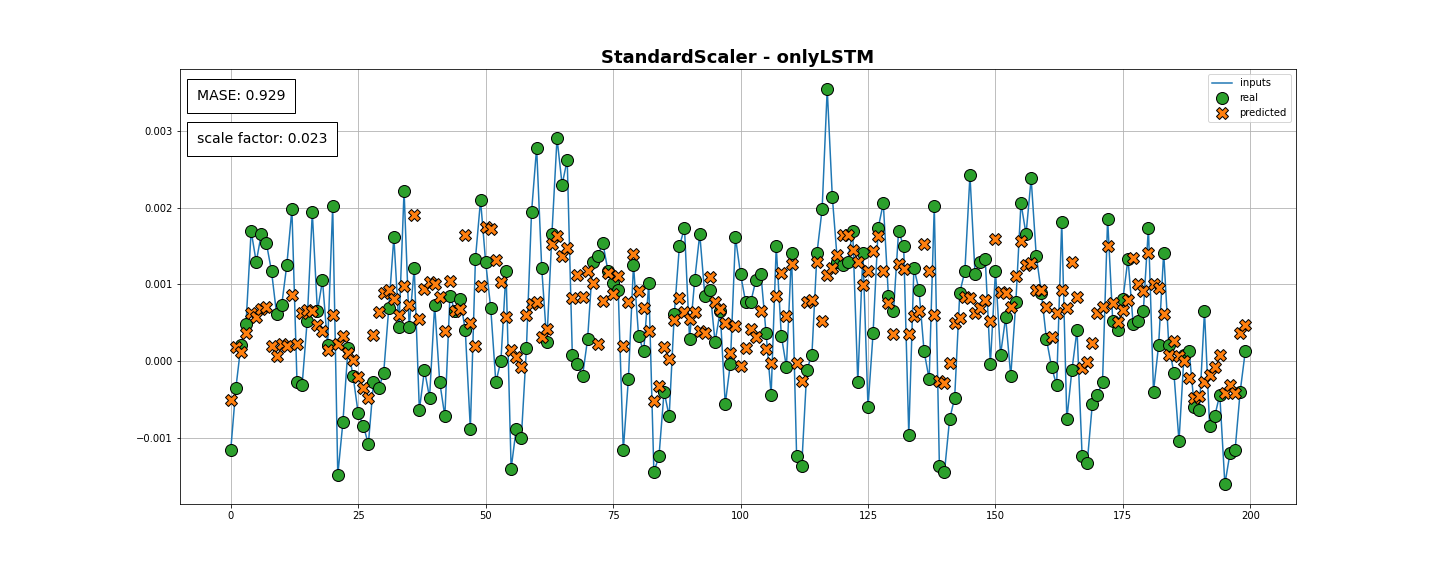 StandardScaler - onlyLSTM
MASE: 0.929
scale factor: 0.023
inputs
real
predicted
0.003
0.002
0.001
0.000
−0.001
0 25 50 75 100 125 150 175 200